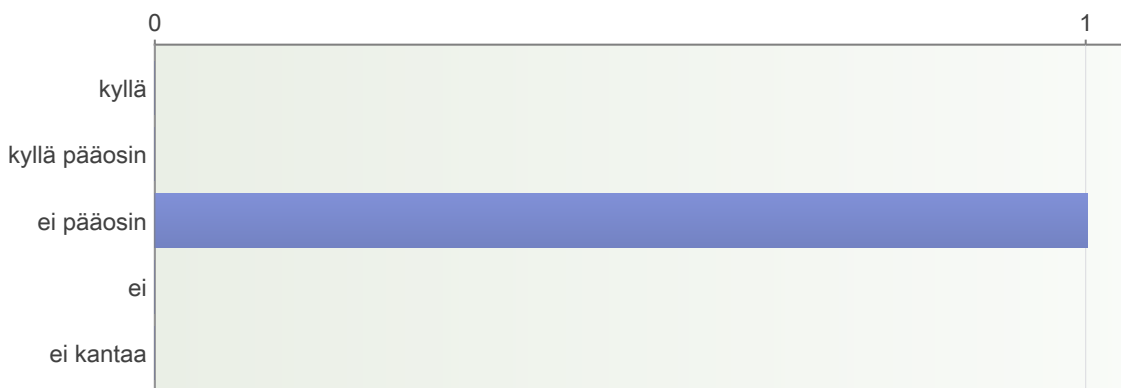 0 1
kyllä
kyllä pääosin
ei pääosin
ei
ei kantaa